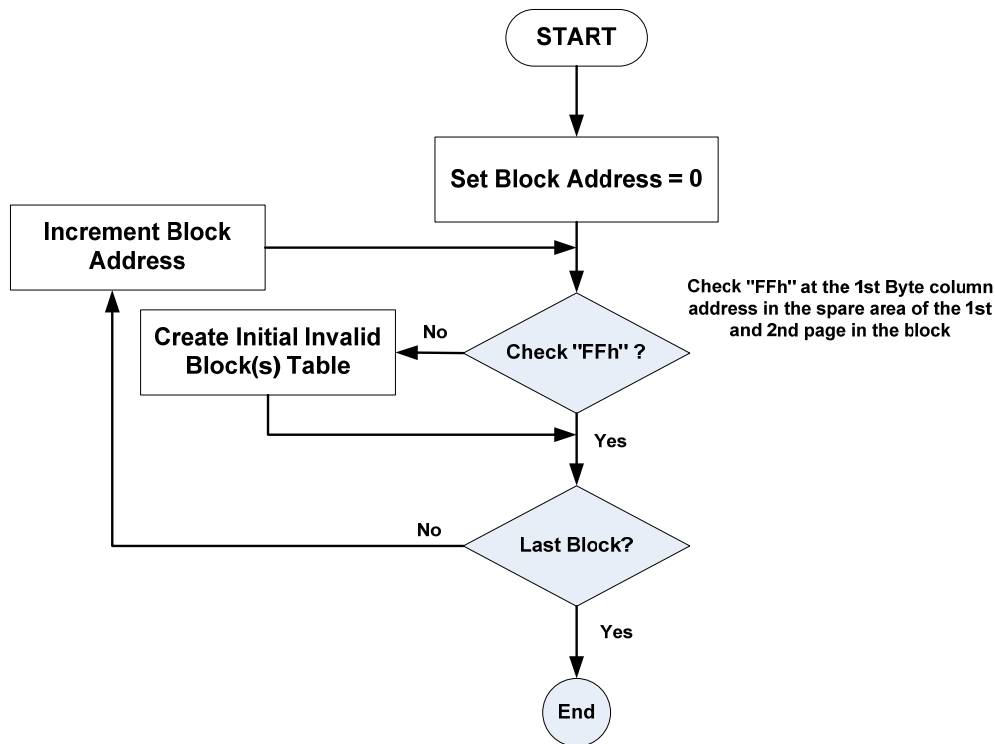 START
Set Block Address = 0
Increment Block
Address
Check "FFh" at the 1st Byte column
address in the spare area of the 1st
and 2nd page in the block
Create Initial Invalid
Block(s) Table
No
Check "FFh" ?
Yes
No
Last Block?
Yes
End